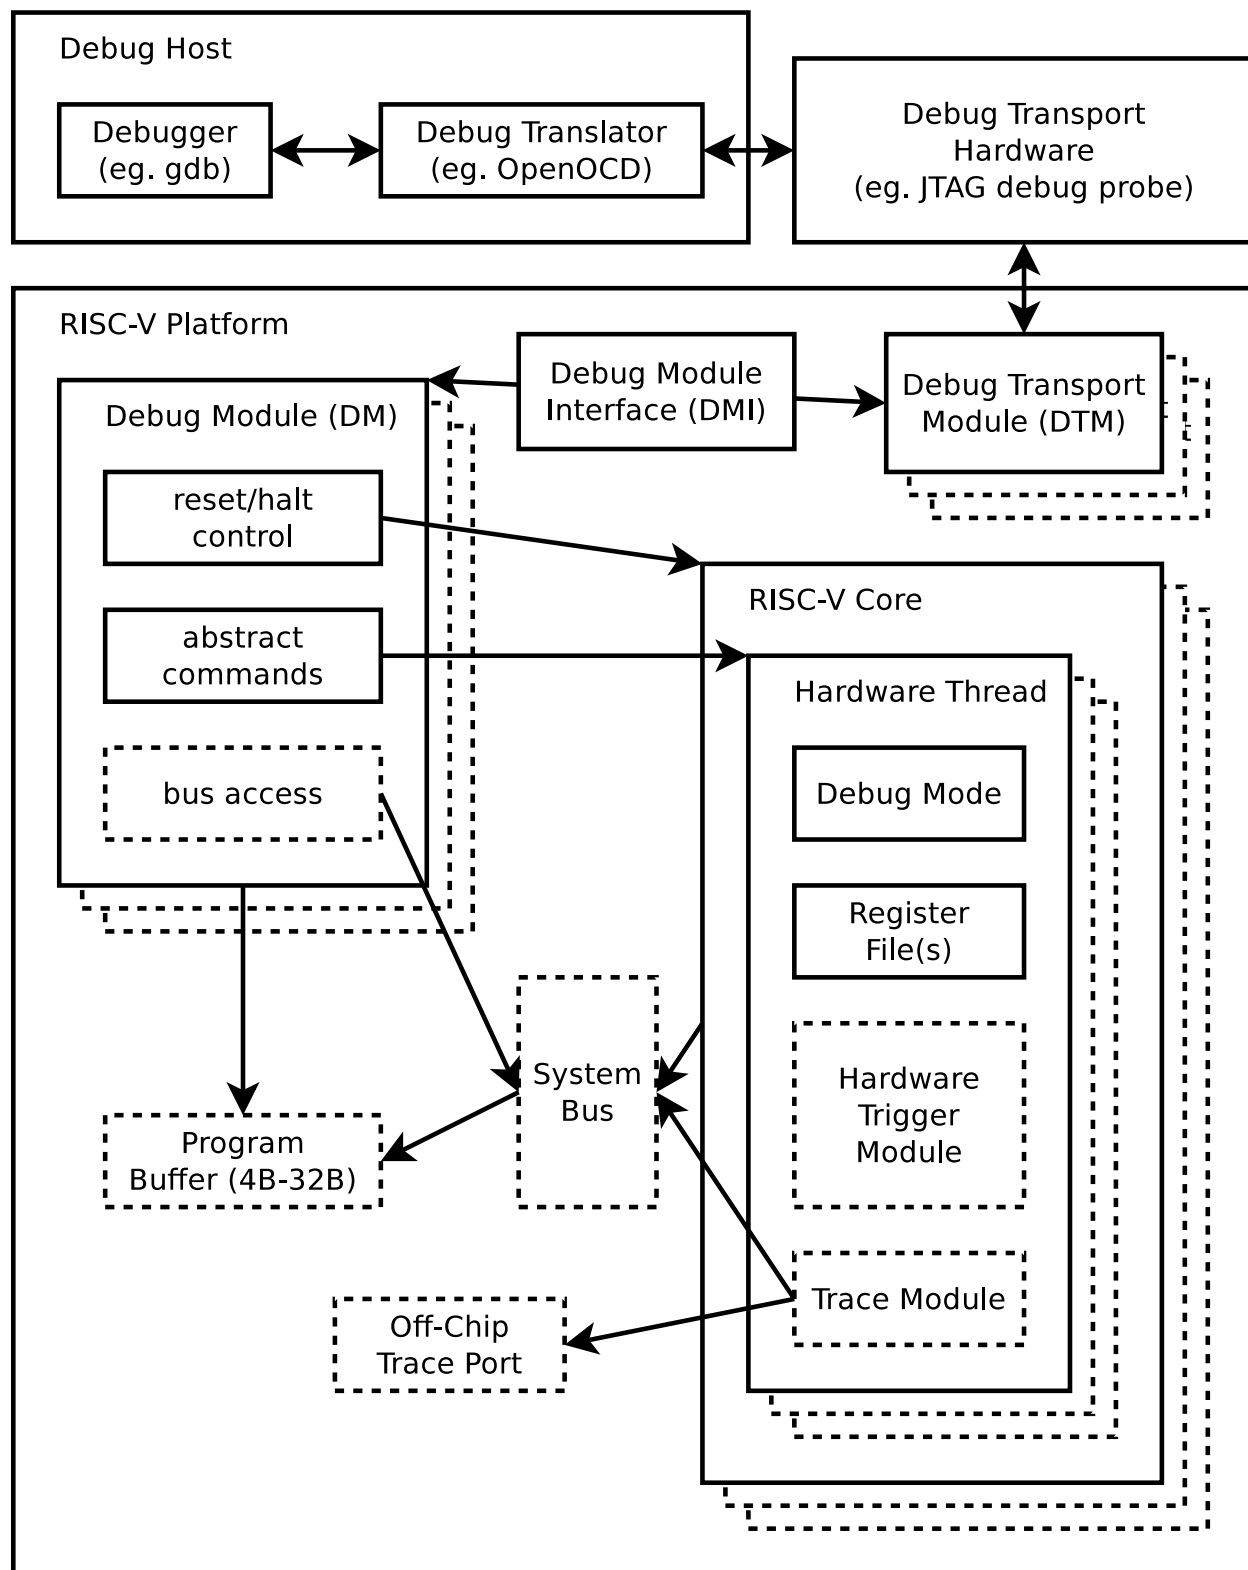 Debug Host
Debugger
(eg. gdb)
Debug Translator
(eg. OpenOCD)
Debug Transport
Hardware
(eg. JTAG debug probe)
RISC-V Platform
Debug Module
Interface (DMI)
Debug Transport
Module (DTM)
Debug Module (DM)
reset/halt
control
abstract
commands
bus access
RISC-V Core
Hardware Thread
Debug Mode
Register
File(s)
Hardware
Trigger
Module
Trace Module
System
Bus
Program
Buffer (4B-32B)
Off-Chip
Trace Port